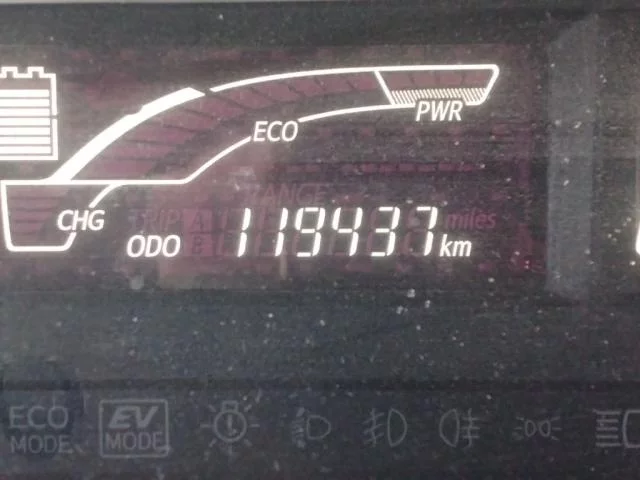 PWR
ECO
RANGE
CHG TRIP A miles
ODO B 119437 km
ECO MODE
EV MODE